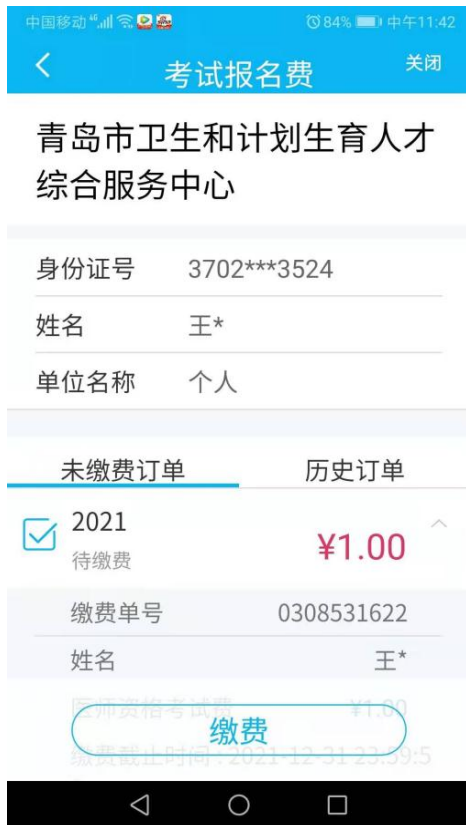 中国移动 46 84% 中午11:42
考试报名费 关闭
青岛市卫生和计划生育人才
综合服务中心
身份证号 3702***3524
姓名 王*
单位名称 个人
未缴费订单 历史订单
2021
待缴费 ¥1.00
缴费单号 0308531622
姓名 王*
医师资格考试费 ¥1.00
缴费
缴费截止时间：2021-12-31 23:59:5